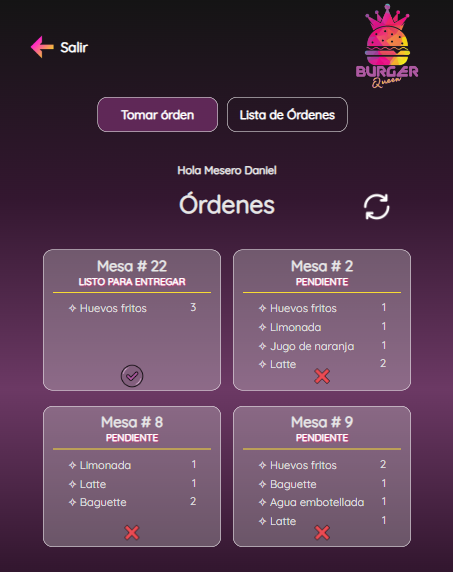 Salir
BURGER
Queen
Tomar órden
Lista de Órdenes
Hola Mesero Daniel
Órdenes
Mesa # 22
LISTO PARA ENTREGAR
Huevos fritos 3
Mesa # 2
PENDIENTE
Huevos fritos 1
Limonada 1
Jugo de naranja 1
Latte 2
Mesa # 8
PENDIENTE
Limonada 1
Latte 1
Baguette 2
Mesa # 9
PENDIENTE
Huevos fritos 2
Baguette 1
Agua embotellada 1
Latte 1